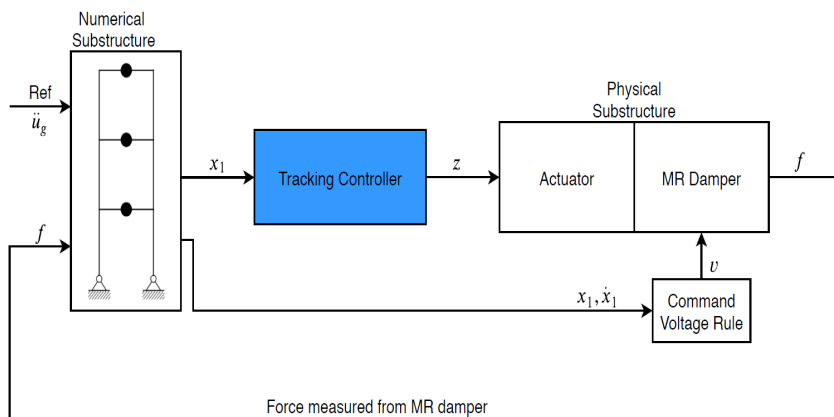 Numerical
Substructure
Ref
ü_g
f
x₁
Tracking Controller
z
Physical
Substructure
Actuator
MR Damper
f
v
x₁, ẋ₁
Command
Voltage Rule
Force measured from MR damper